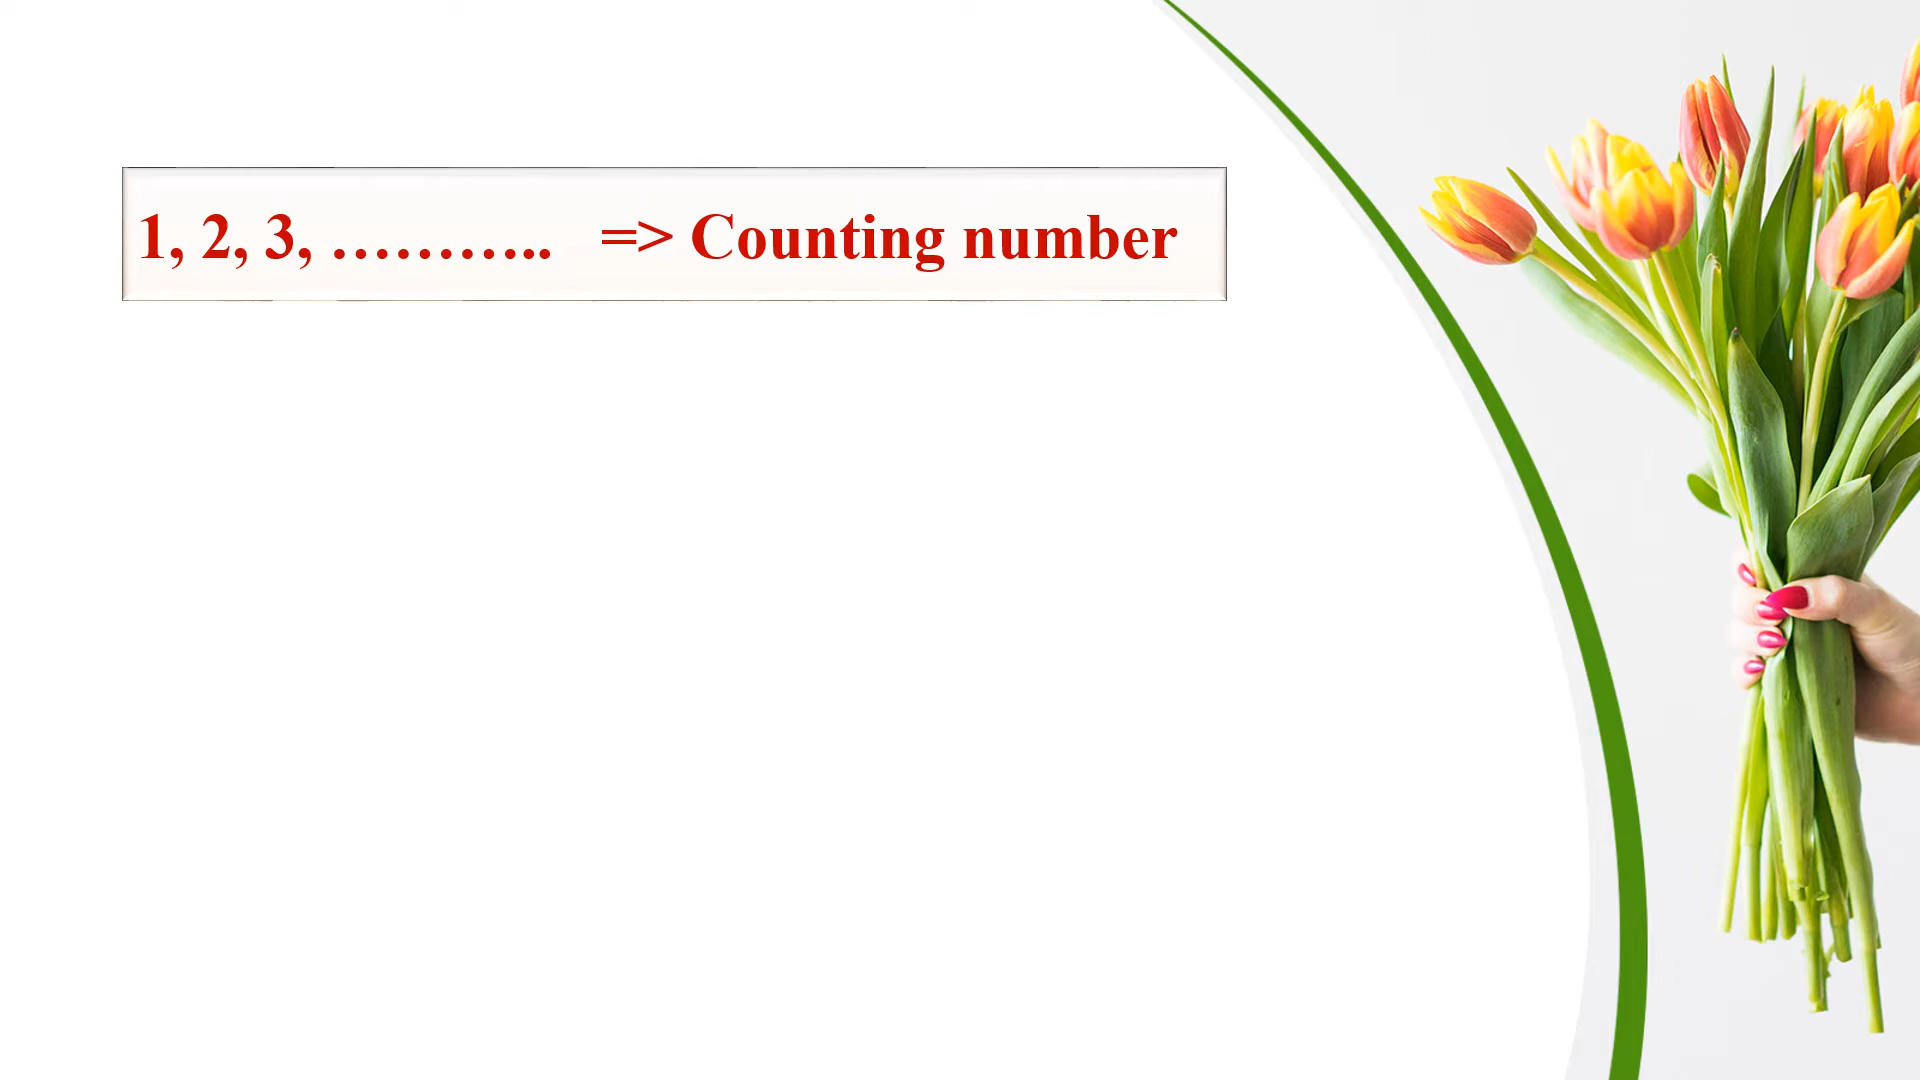 1, 2, 3, ……….. => Counting number